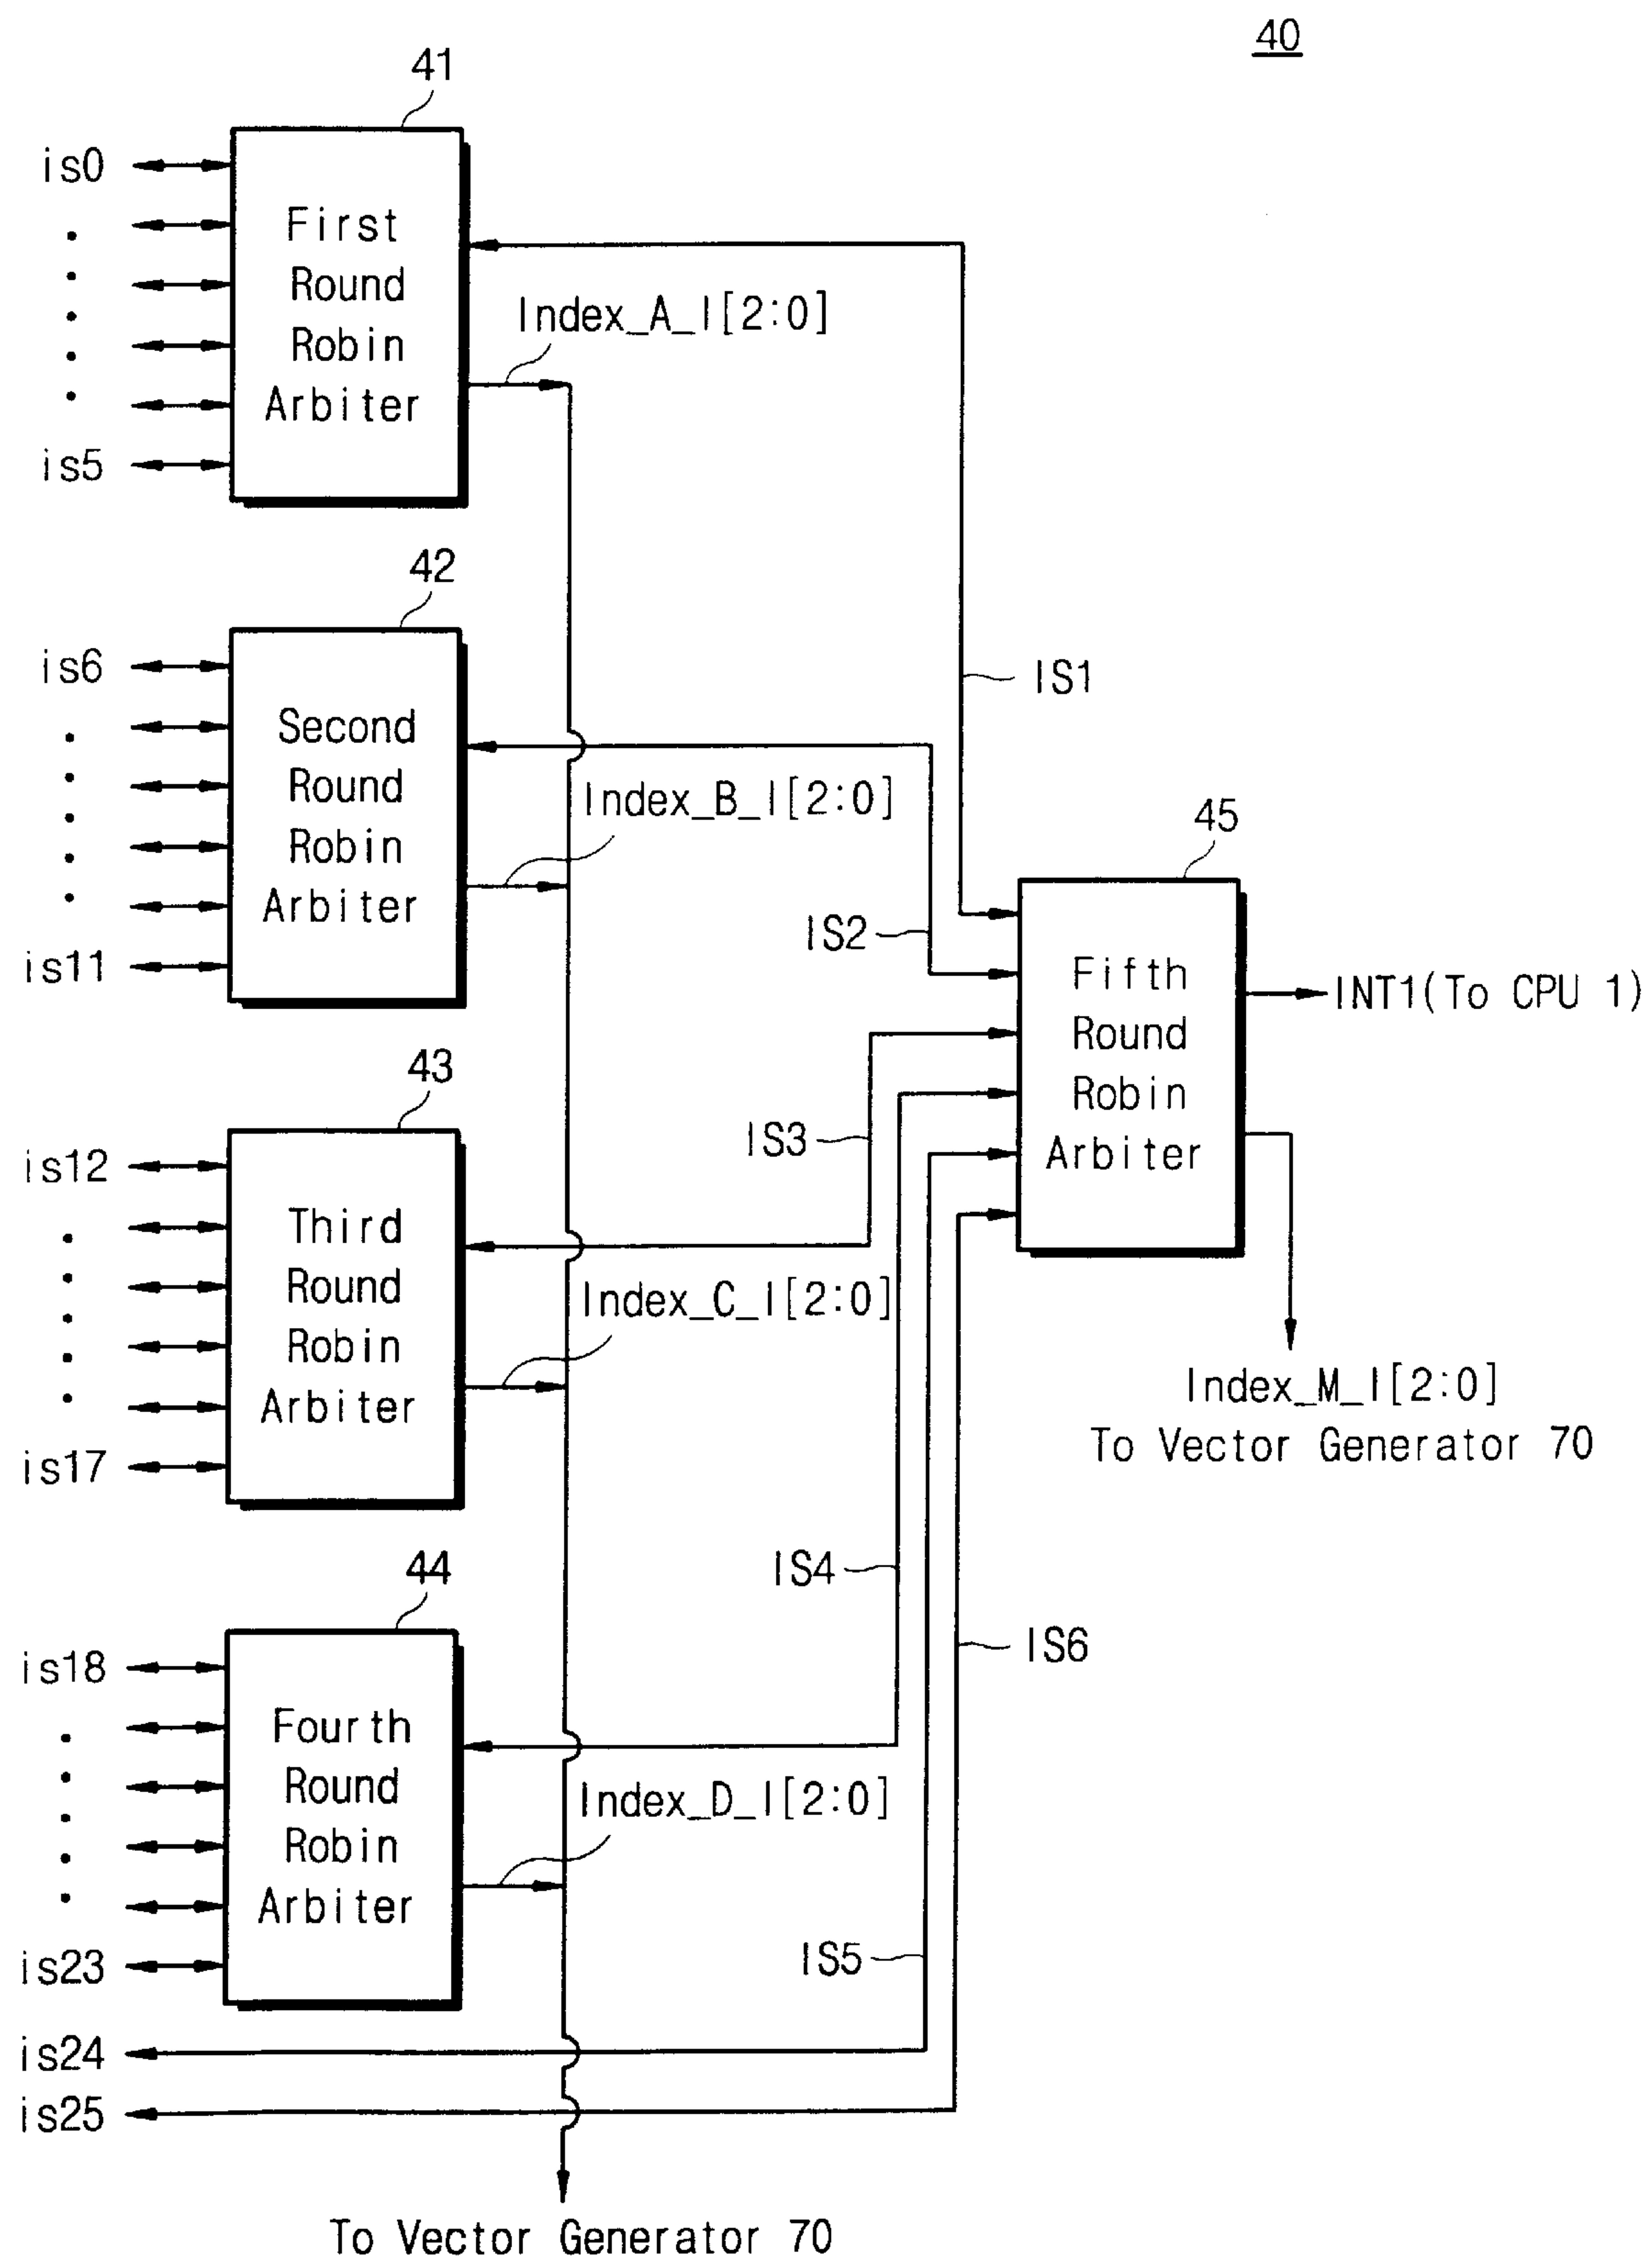 40
41
is0
First
Round
Robin
Arbiter
is5
Index_A_I[2:0]
42
is6
Second
Round
Robin
Arbiter
is11
Index_B_I[2:0]
IS1
IS2
45
Fifth
Round
Robin
Arbiter
INT1(To CPU 1)
43
is12
Third
Round
Robin
Arbiter
is17
IS3
Index_C_I[2:0]
Index_M_I[2:0]
To Vector Generator 70
44
is18
Fourth
Round
Robin
Arbiter
is23
IS4
IS6
Index_D_I[2:0]
IS5
is24
is25
To Vector Generator 70